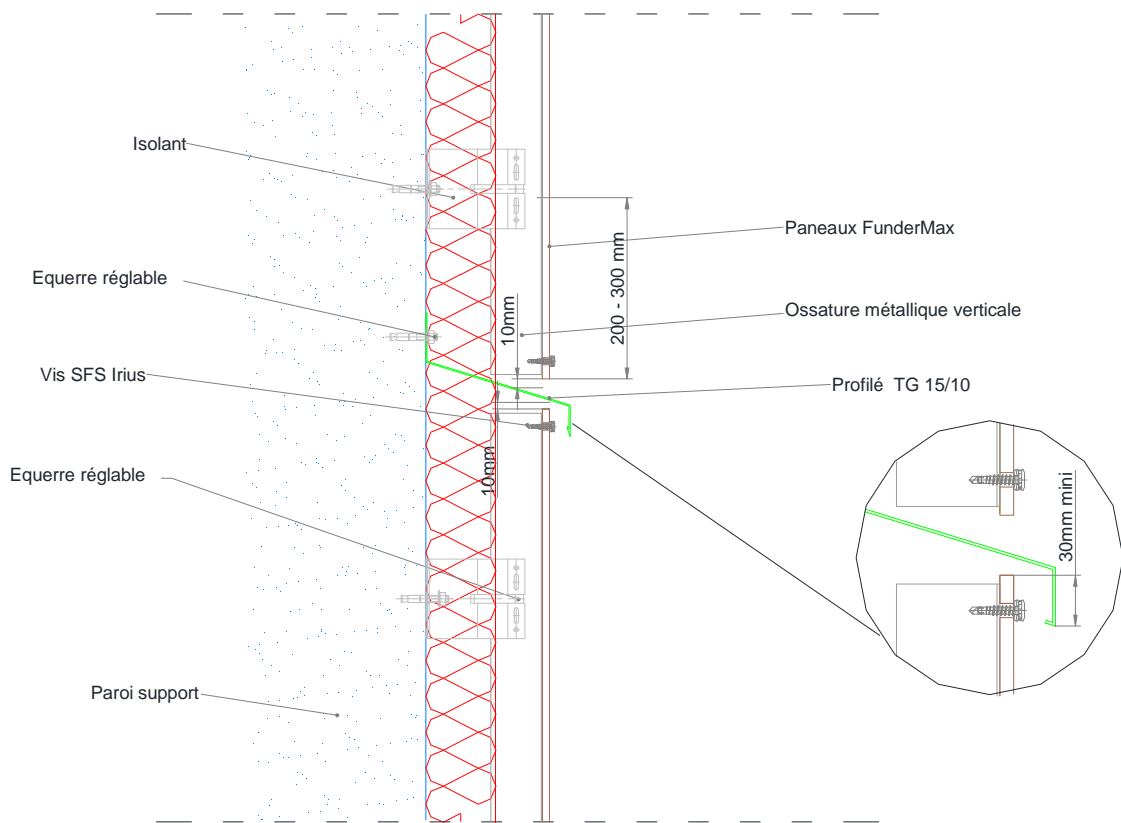 Isolant
Paneaux FunderMax
200 - 300 mm
Equerre réglable
10mm
Ossature métallique verticale
Vis SFS Irius
Profilé  TG 15/10
Equerre réglable
10mm
30mm mini
Paroi support